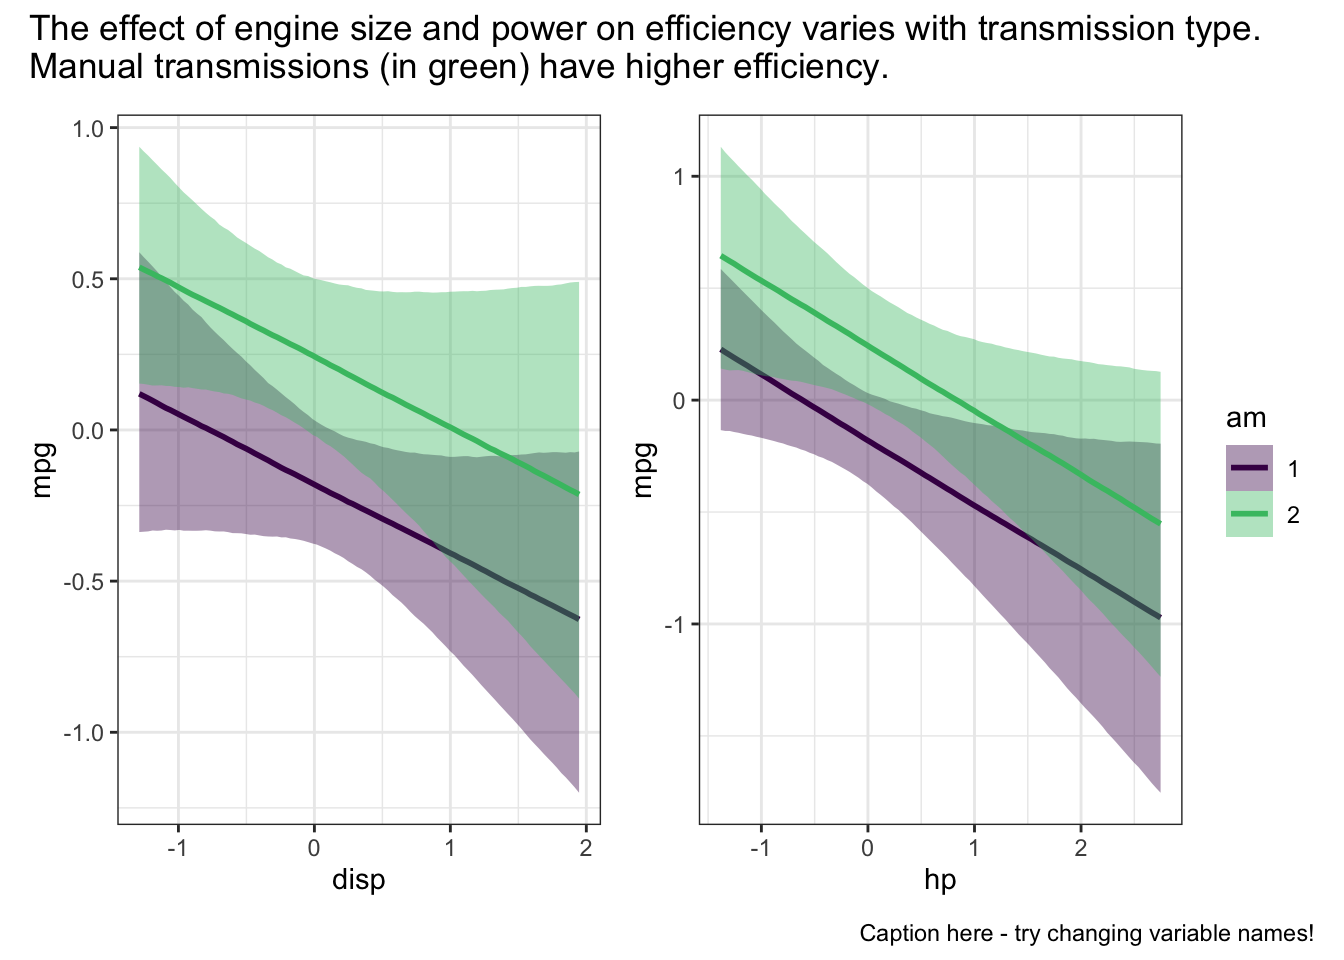 The effect of engine size and power on efficiency varies with transmission type.
Manual transmissions (in green) have higher efficiency.
1.0
0.5
0.0
-0.5
-1.0
mpg
-1
0
1
2
disp
1
0
-1
mpg
-1
0
1
2
hp
am
1
2
Caption here - try changing variable names!